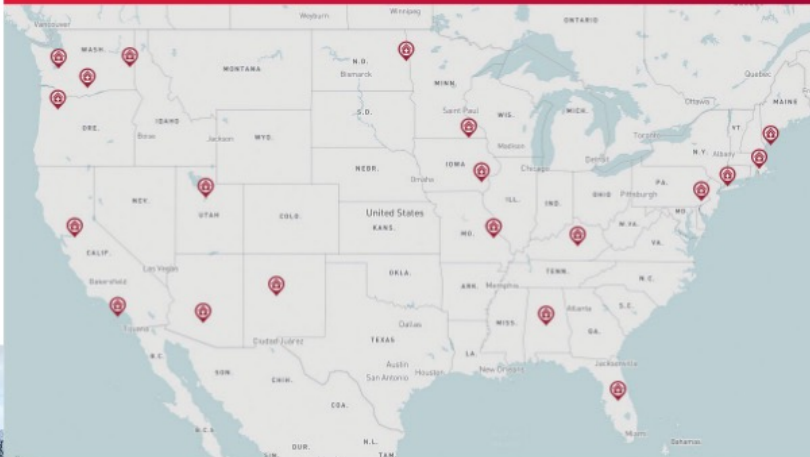 Weyburn
Winnipeg
ONTARIO
Vancouver
WASH.
MONTANA
N.D.
Bismarck
MINN.
Quebec
MAINE
Ottawa
Saint Paul
WIS.
MICH.
Toronto
VT
ORE.
IDAHO
Boise
Jackson
WYO.
S.D.
Madison
N.Y.
Albany
IOWA
Chicago
Detroit
NEBR.
Omaha
ILL.
IND.
OHIO
Pittsburgh
PA.
NEV.
UTAH
COLO.
United States
KANS.
MO.
W.VA.
MD.
VA.
CALIF.
Las Vegas
Bakersfield
OKLA.
ARK.
Memphis
TENN.
N.C.
Tijuana
Dallas
MISS.
Atlanta
S.C.
GA.
Ciudad Juárez
TEXAS
LA.
B.C.
SON.
CHIH.
Austin
San Antonio
Houston
New Orleans
Jacksonville
COA.
B.C.S.
DUR.
N.L.
TAM.
Miami
Bahamas